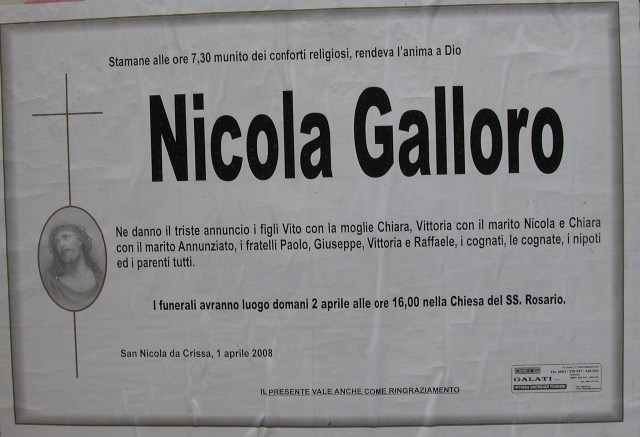 Stamane alle ore 7,30 munito dei conforti religiosi, rendeva l'anima a Dio
Nicola Galloro
Ne danno il triste annuncio i figli Vito con la moglie Chiara, Vittoria con il marito Nicola e Chiara
con il marito Annunziato, i fratelli Paolo, Giuseppe, Vittoria e Raffaele, i cognati, le cognate, i nipoti
ed i parenti tutti.
I funerali avranno luogo domani 2 aprile alle ore 16,00 nella Chiesa del SS. Rosario.
San Nicola da Crissa, 1 aprile 2008
IL PRESENTE VALE ANCHE COME RINGRAZIAMENTO
GALATI